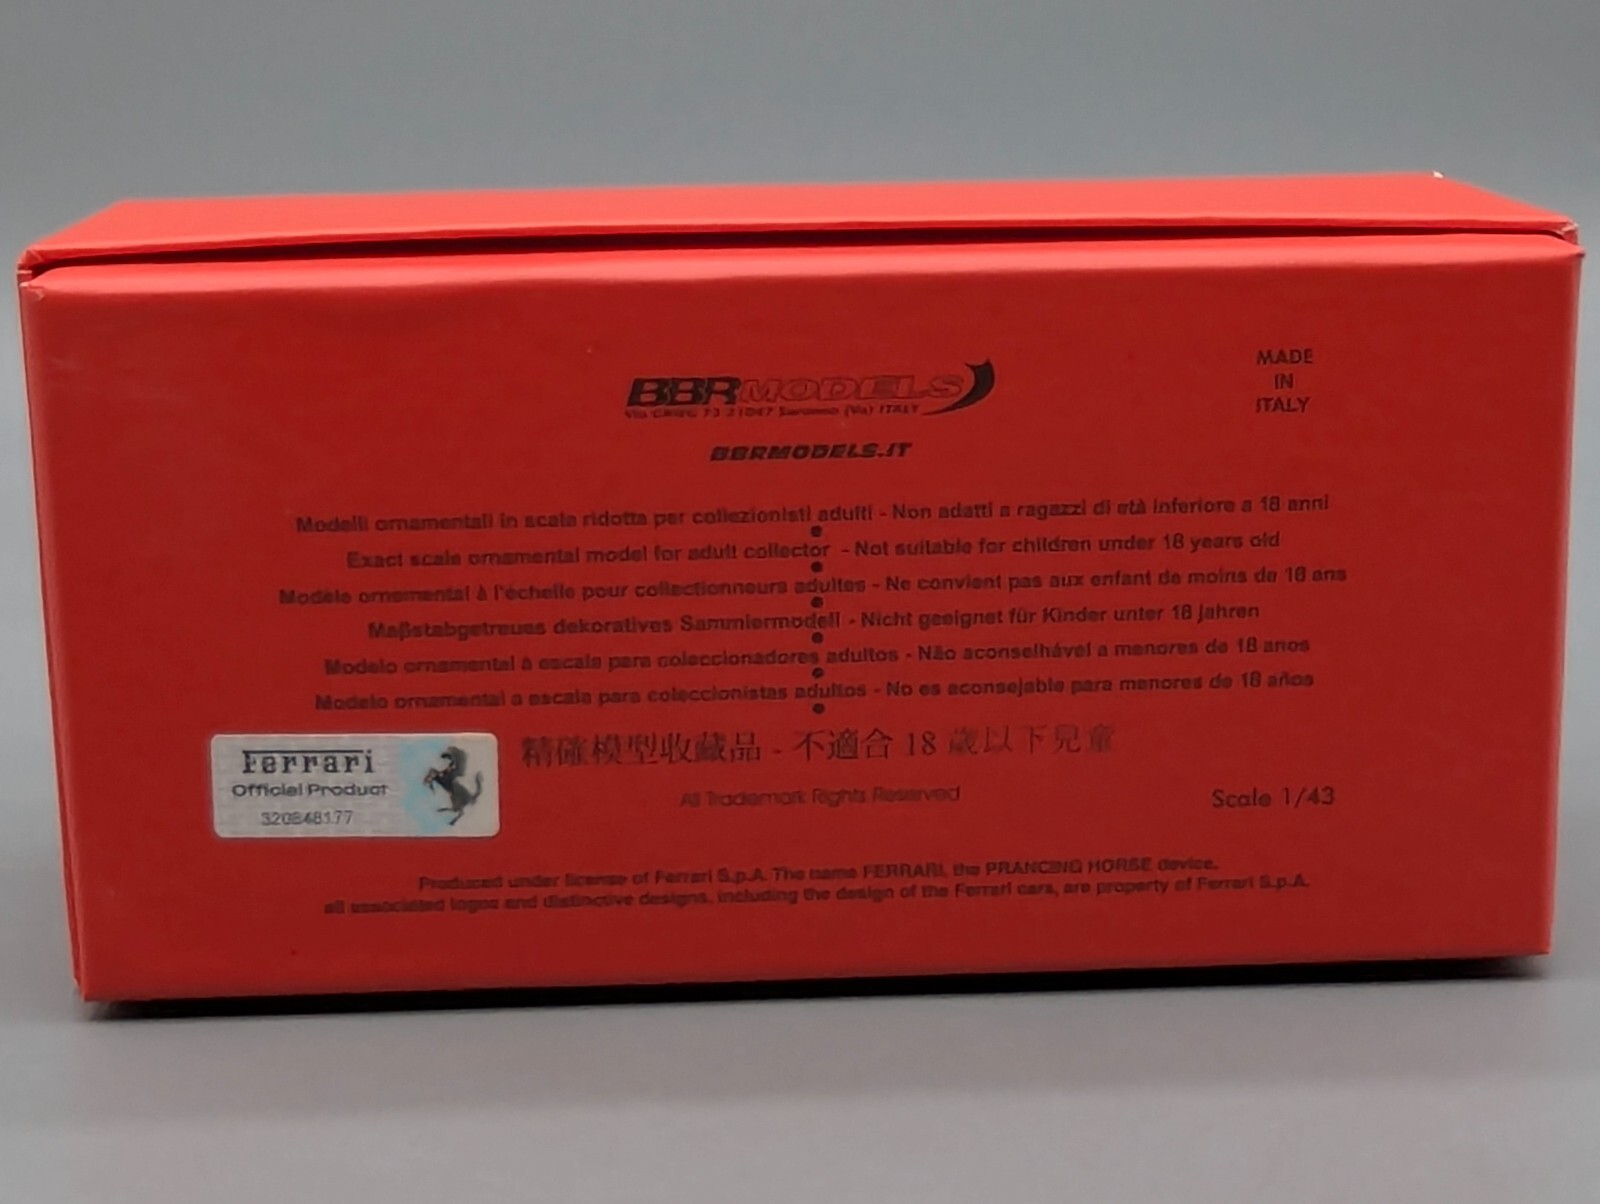 BBRMODELS
21047 Saronno (Va) ITALY
BBRMODELS.IT
MADE
IN
ITALY
Modelli ornamentali in scala ridotta per collezionisti adulti - Non adatti a ragazzi di età inferiore a 18 anni
Exact scale ornamental model for adult collector - Not suitable for children under 18 years old
Modèle ornemental à l'échelle pour collectionneurs adultes - Ne convient pas aux enfant de moins de 18 ans
Maßstabgetreues dekoratives Sammlermodell - Nicht geeignet für Kinder unter 18 Jahren
Modelo ornamental à escala para coleccionadores adultos - Não aconselhável a menores de 18 anos
Modelo ornamental a escala para coleccionistas adultos - No es aconsejable para menores de 18 años
精確模型收藏品 - 不適合 18 歲以下兒童
Ferrari
Official Product
All Trademark Rights Reserved
Scale 1/43
Produced under license of Ferrari S.p.A. The name FERRARI, the PRANCING HORSE device,
all associated logos and distinctive designs, including the design of the Ferrari cars, are property of Ferrari S.p.A.